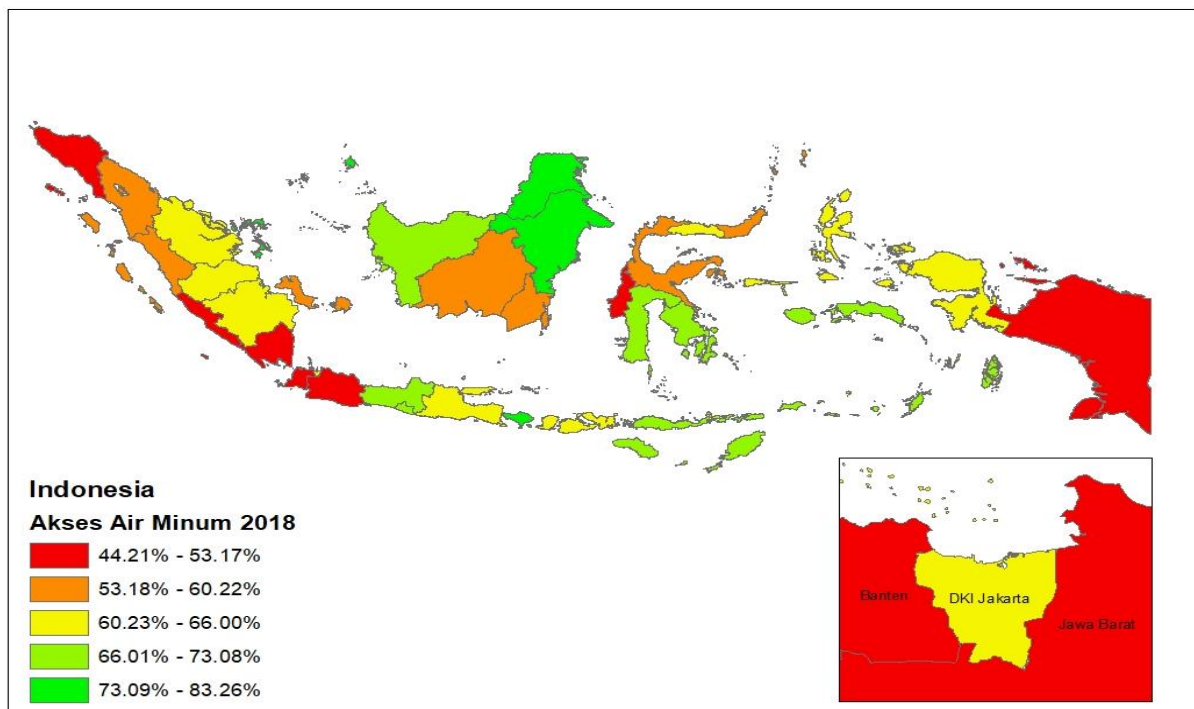 Indonesia
Akses Air Minum 2018
44.21% - 53.17%
53.18% - 60.22%
60.23% - 66.00%
66.01% - 73.08%
73.09% - 83.26%
Banten
DKI Jakarta
Jawa Barat